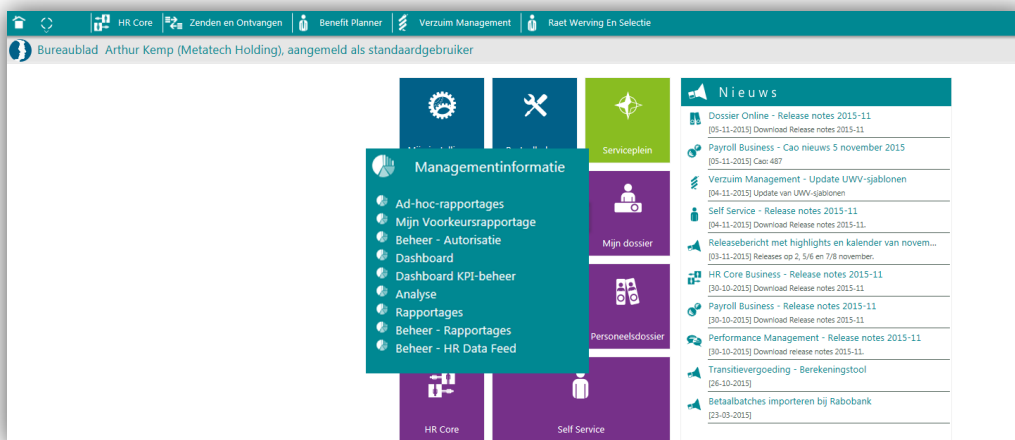 HR Core
Zenden en Ontvangen
Benefit Planner
Verzuim Management
Raet Werving En Selectie
Bureaublad Arthur Kemp (Metatech Holding), aangemeld als standaardgebruiker
Serviceplein
Managementinformatie
Ad-hoc-rapportages
Mijn Voorkeursrapportage
Beheer - Autorisatie
Dashboard
Dashboard KPI-beheer
Analyse
Rapportages
Beheer - Rapportages
Beheer - HR Data Feed
Mijn dossier
Personeelsdossier
HR Core
Self Service
Nieuws
Dossier Online - Release notes 2015-11
[05-11-2015] Download Release notes 2015-11
Payroll Business - Cao nieuws 5 november 2015
[05-11-2015] Cao: 487
Verzuim Management - Update UWV-sjablonen
[04-11-2015] Update van UWV-sjablonen
Self Service - Release notes 2015-11
[04-11-2015] Download Release notes 2015-11.
Releasebericht met highlights en kalender van novem...
[03-11-2015] Releases op 2, 5/6 en 7/8 november.
HR Core Business - Release notes 2015-11
[30-10-2015] Download Release notes 2015-11
Payroll Business - Release notes 2015-11
[30-10-2015] Download Release notes 2015-11
Performance Management - Release notes 2015-11
[30-10-2015] Download release notes 2015-11.
Transitievergoeding - Berekeningstool
[26-10-2015]
Betaalbatches importeren bij Rabobank
[23-03-2015]